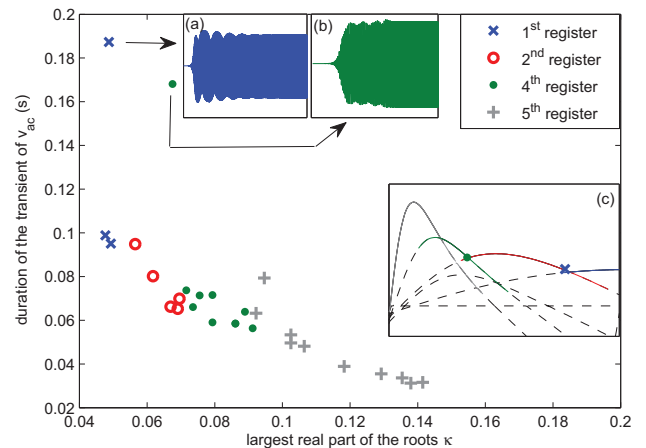 0.2
0.18
0.16
0.14
0.12
0.1
0.08
0.06
0.04
0.02
duration of the transient of v_ac (s)
(a)
(b)
1st register
2nd register
4th register
5th register
(c)
0.04 0.06 0.08 0.1 0.12 0.14 0.16 0.18 0.2
largest real part of the roots κ